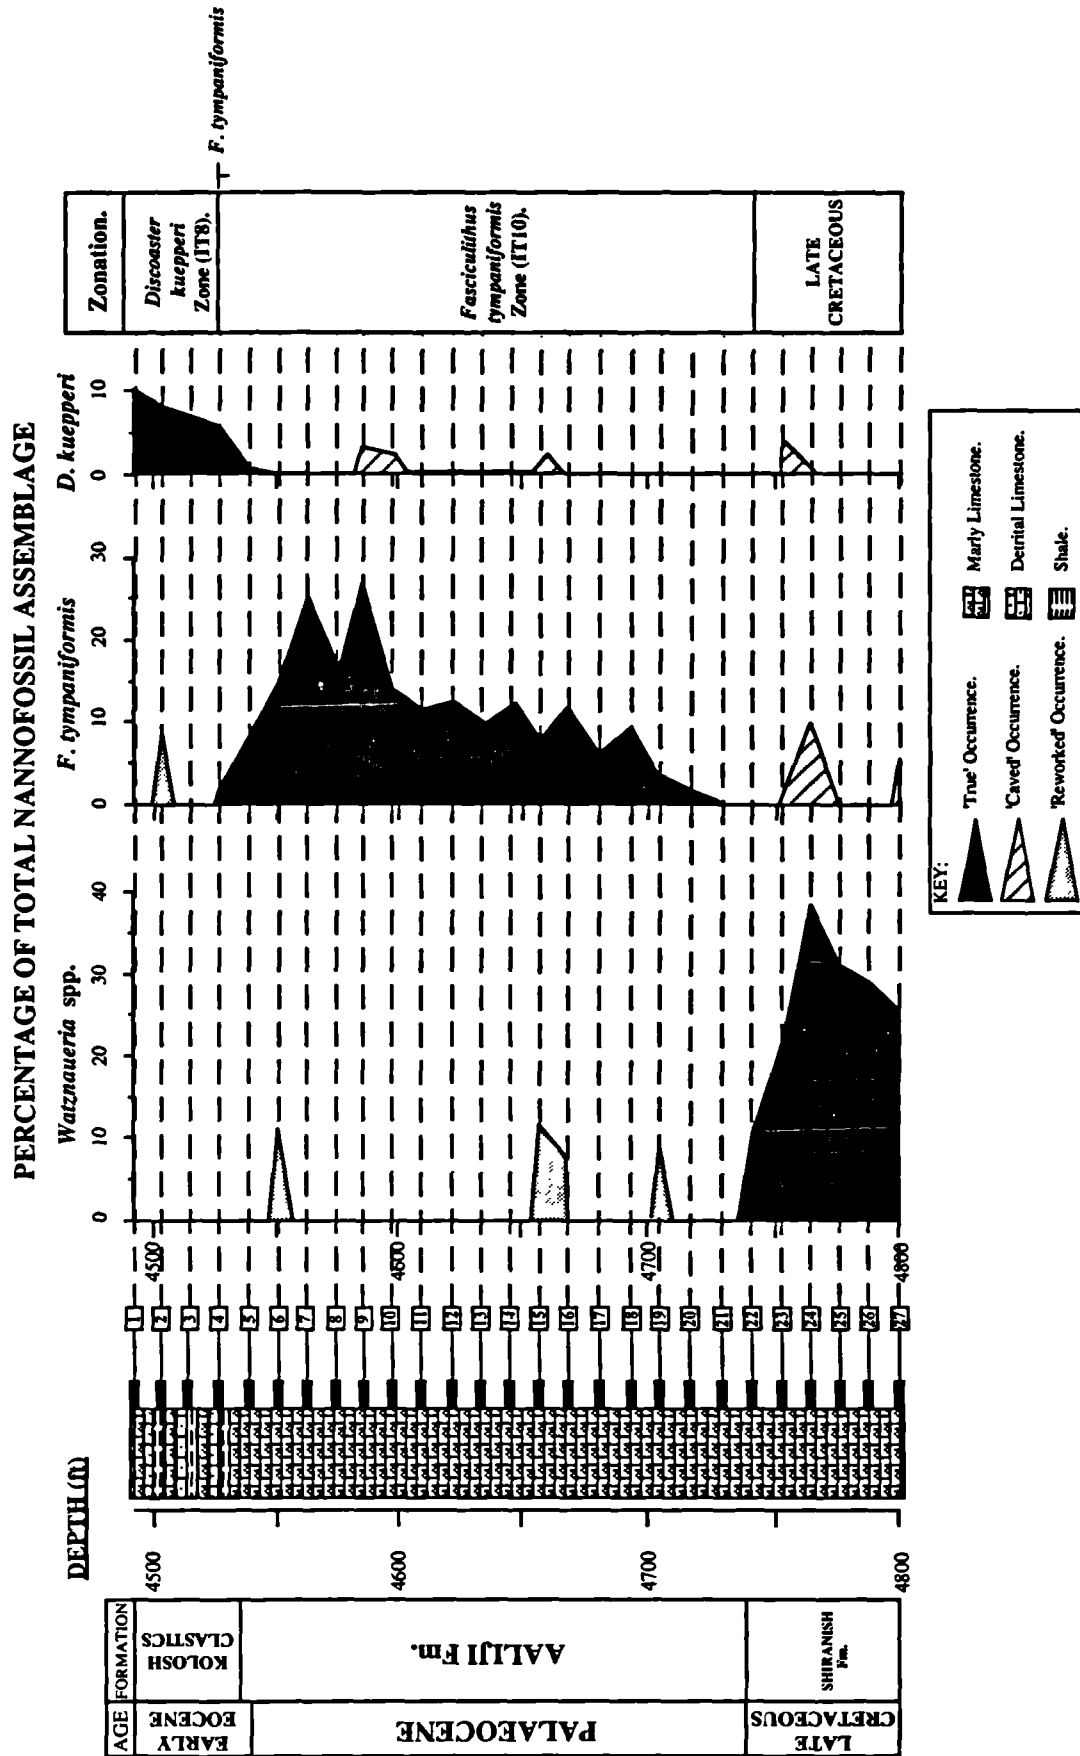 PERCENTAGE OF TOTAL NANNOFOSSIL ASSEMBLAGE
AGE
FORMATION
DEPTH (ft)
Watznaueria spp.
F. tympaniformis
D. kuepperi
Zonation.
0
10
20
30
40
0
10
20
30
0
10
EARLY
EOCENE
KOLOSH
CLASTICS
PALAEOCENE
AALIJI Fm.
LATE
CRETACEOUS
SHIRANISH
Fm.
4500
4600
4700
4800
1
2
3
4
5
6
7
8
9
10
11
12
13
14
15
16
17
18
19
20
21
22
23
24
25
26
27
4500
4600
4700
4800
Discoaster
kuepperi
Zone (IT8).
F. tympaniformis
Fasciculithus
tympaniformis
Zone (IT10).
LATE
CRETACEOUS
KEY:
'True' Occurrence.
'Caved' Occurrence.
'Reworked' Occurrence.
Marly Limestone.
Detrital Limestone.
Shale.